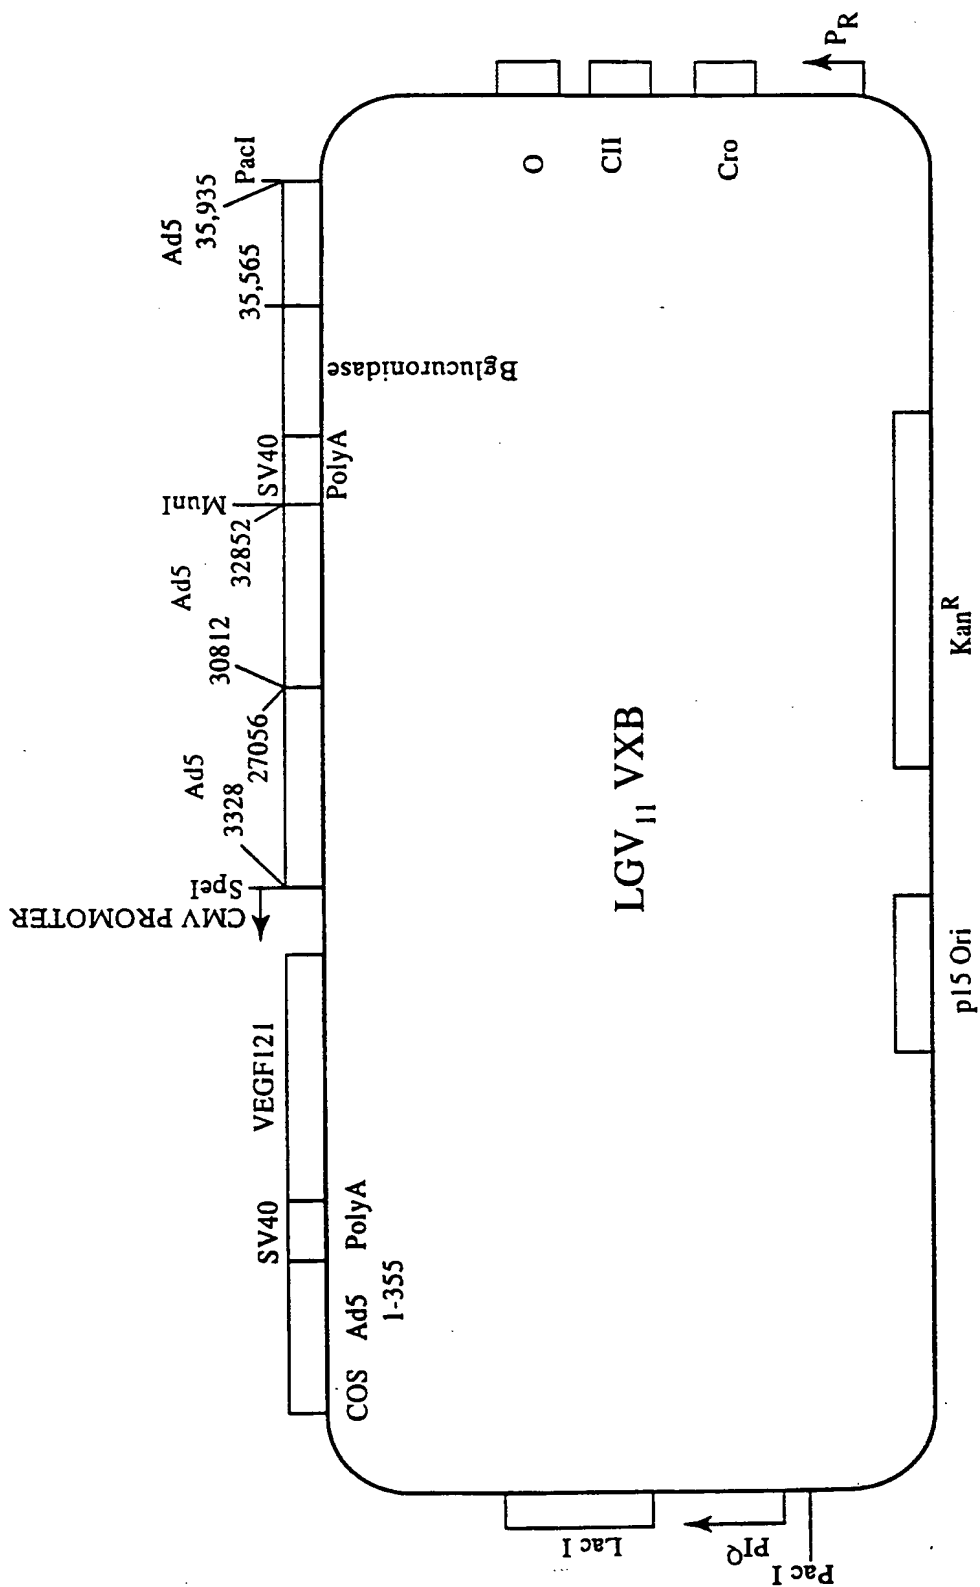 CMV PROMOTER
SpeI
Ad5
3328
27056
Ad5
30812
32852
MunI
SV40
PolyA
Bglucuronidase
35,565
Ad5
35,935
PacI
VEGF121
SV40
PolyA
COS Ad5
1-355
LGV₁₁ VXB
O
CII
Cro
Pᴿ
Kanᴿ
p15 Ori
Lac I
PIQ
Pac I